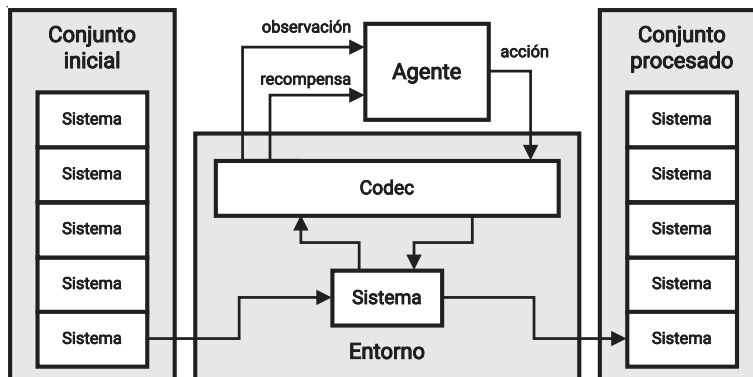 Conjunto
inicial
Sistema
Sistema
Sistema
Sistema
Sistema
observación
recompensa
Agente
acción
Codec
Sistema
Entorno
Conjunto
procesado
Sistema
Sistema
Sistema
Sistema
Sistema